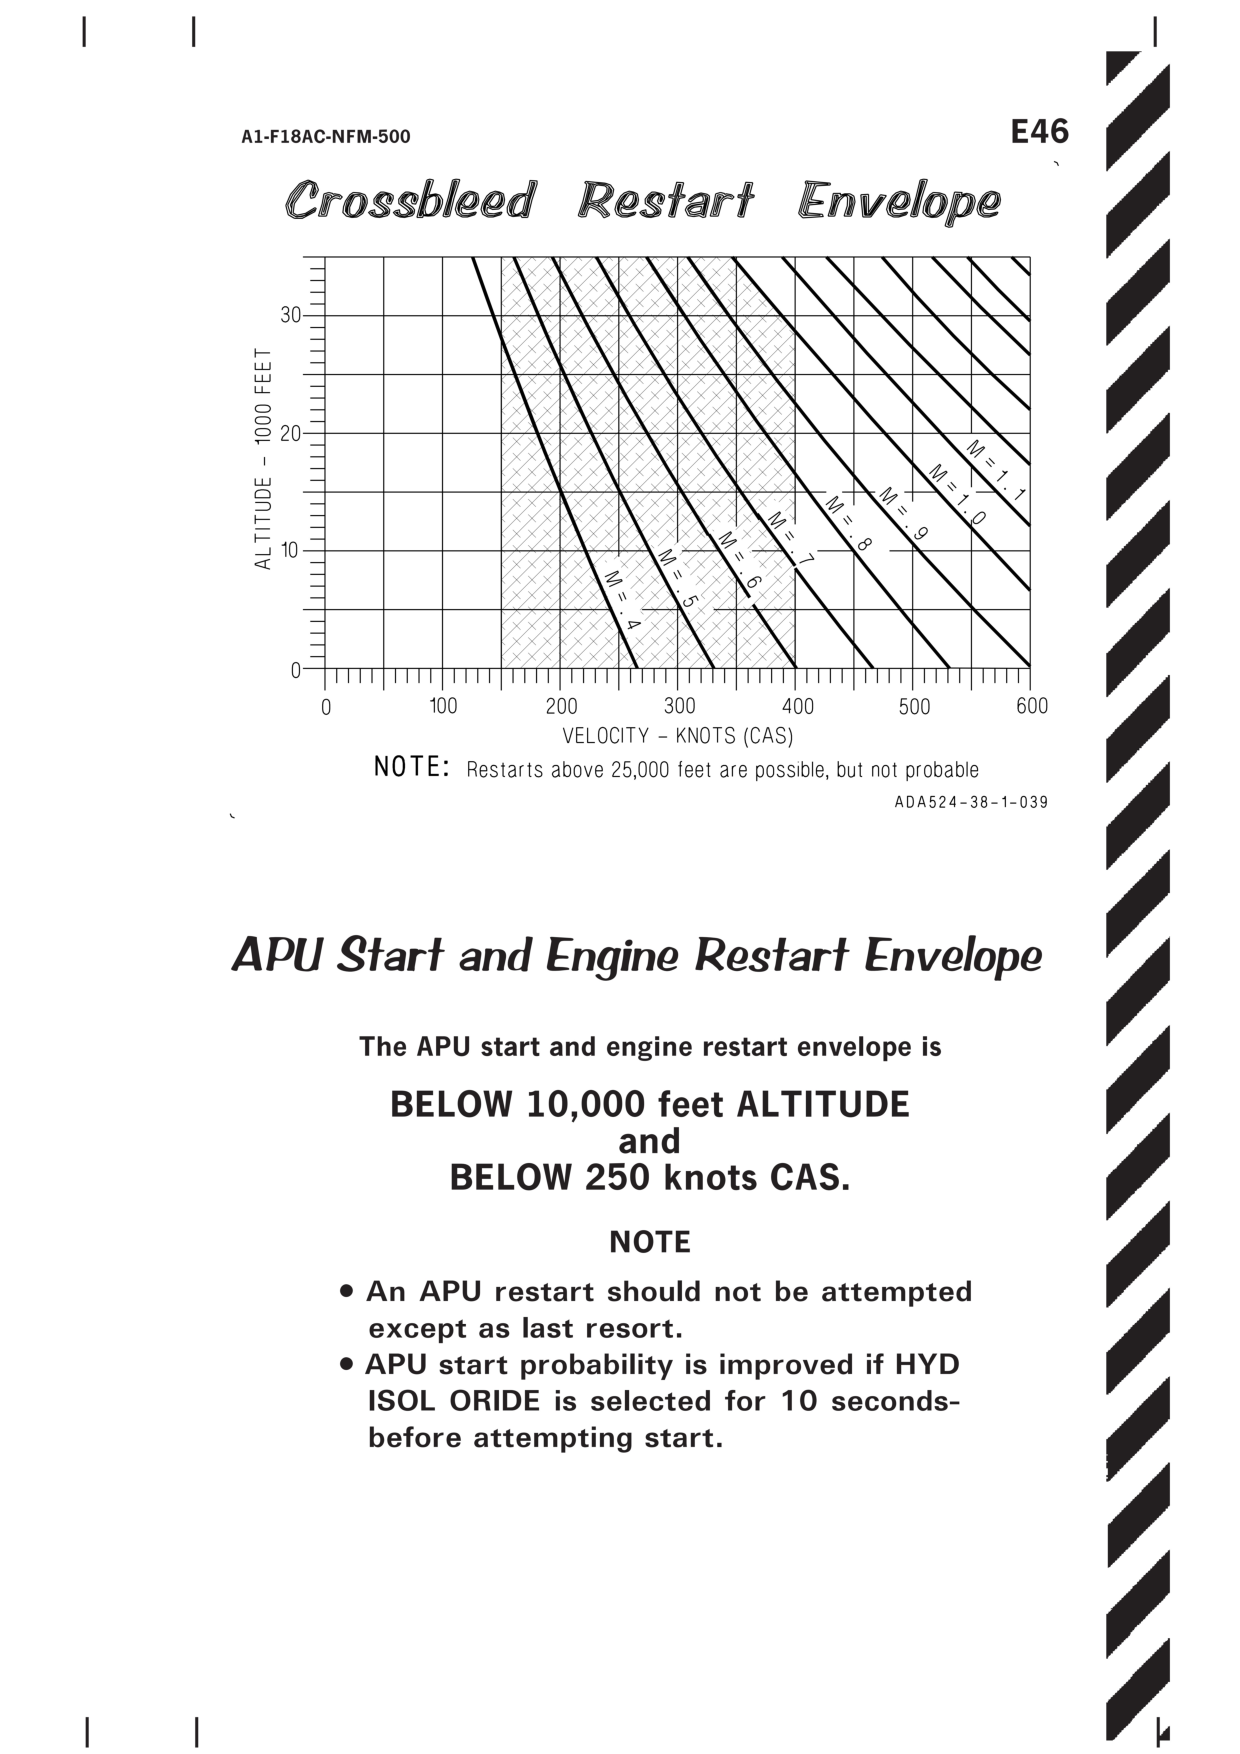 A1-F18AC-NFM-500
E46
Crossbleed Restart Envelope
30
20
10
0
ALTITUDE – 1000 FEET
M = .4
M = .5
M = .6
M = .7
M = .8
M = .9
M = 1.0
M = 1.1
0 100 200 300 400 500 600
VELOCITY – KNOTS (CAS)
NOTE: Restarts above 25,000 feet are possible, but not probable
ADA524-38-1-039
APU Start and Engine Restart Envelope
The APU start and engine restart envelope is
BELOW 10,000 feet ALTITUDE
and
BELOW 250 knots CAS.
NOTE
• An APU restart should not be attempted
except as last resort.
• APU start probability is improved if HYD
ISOL ORIDE is selected for 10 seconds-
before attempting start.